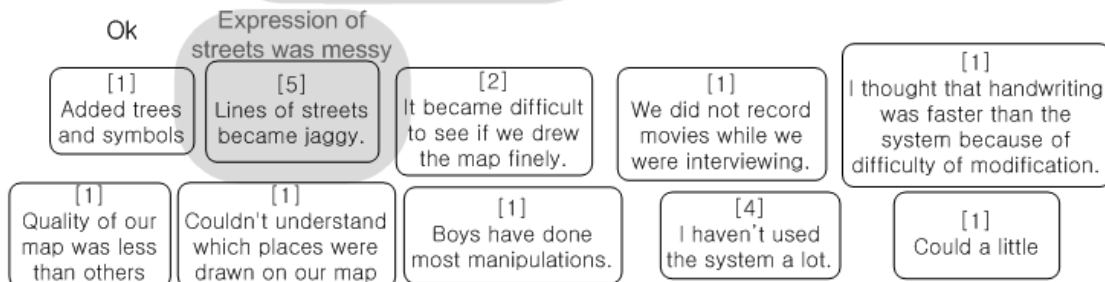 Ok
Expression of
streets was messy
[1]
Added trees
and symbols
[5]
Lines of streets
became jaggy.
[2]
It became difficult
to see if we drew
the map finely.
[1]
We did not record
movies while we
were interviewing.
[1]
I thought that handwriting
was faster than the
system because of
difficulty of modification.
[1]
Quality of our
map was less
than others
[1]
Couldn't understand
which places were
drawn on our map
[1]
Boys have done
most manipulations.
[4]
I haven't used
the system a lot.
[1]
Could a little